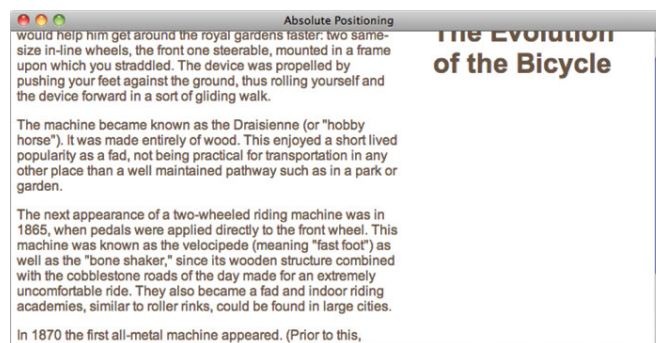 Absolute Positioning
would help him get around the royal gardens faster: two same-
size in-line wheels, the front one steerable, mounted in a frame
upon which you straddled. The device was propelled by
pushing your feet against the ground, thus rolling yourself and
the device forward in a sort of gliding walk.
The machine became known as the Draisienne (or "hobby
horse"). It was made entirely of wood. This enjoyed a short lived
popularity as a fad, not being practical for transportation in any
other place than a well maintained pathway such as in a park or
garden.
The next appearance of a two-wheeled riding machine was in
1865, when pedals were applied directly to the front wheel. This
machine was known as the velocipede (meaning "fast foot") as
well as the "bone shaker," since its wooden structure combined
with the cobblestone roads of the day made for an extremely
uncomfortable ride. They also became a fad and indoor riding
academies, similar to roller rinks, could be found in large cities.
In 1870 the first all-metal machine appeared. (Prior to this,
The Evolution
of the Bicycle